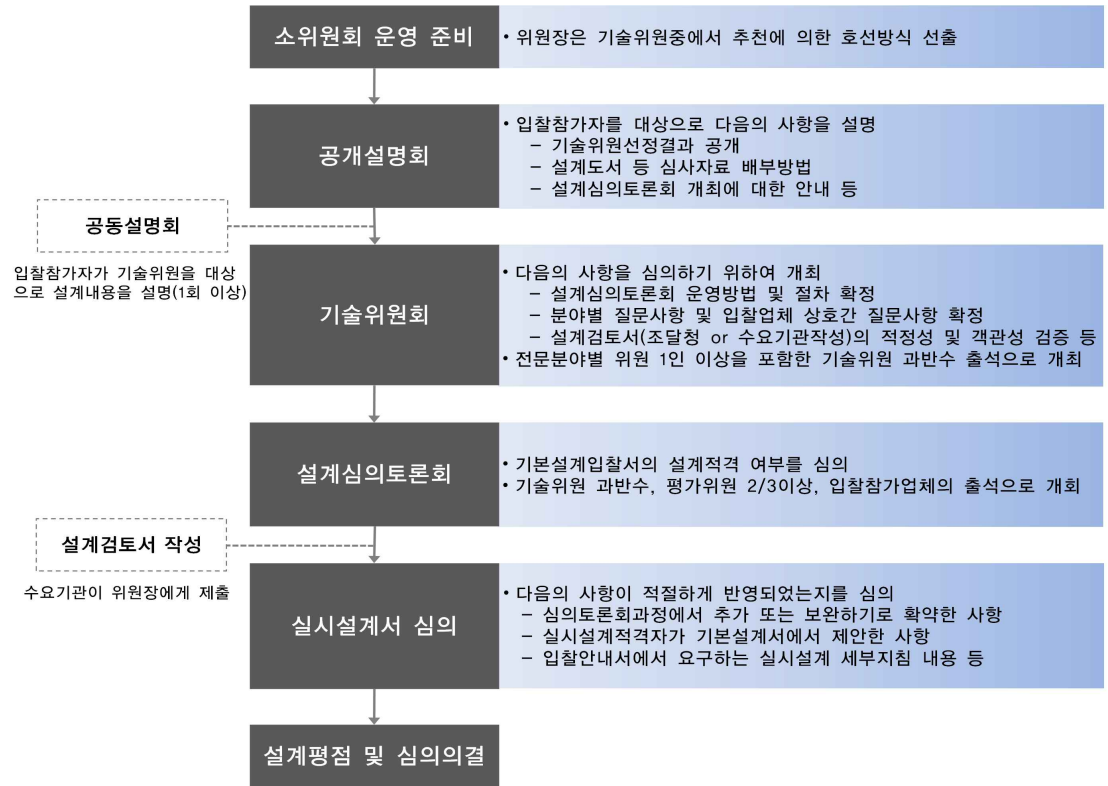 소위원회 운영 준비
• 위원장은 기술위원중에서 추천에 의한 호선방식 선출
공개설명회
• 입찰참가자를 대상으로 다음의 사항을 설명
– 기술위원선정결과 공개
– 설계도서 등 심사자료 배부방법
– 설계심의토론회 개최에 대한 안내 등
공동설명회
입찰참가자가 기술위원을 대상
으로 설계내용을 설명(1회 이상)
기술위원회
• 다음의 사항을 심의하기 위하여 개최
– 설계심의토론회 운영방법 및 절차 확정
– 분야별 질문사항 및 입찰업체 상호간 질문사항 확정
– 설계검토서(조달청 or 수요기관작성)의 적정성 및 객관성 검증 등
• 전문분야별 위원 1인 이상을 포함한 기술위원 과반수 출석으로 개최
설계심의토론회
• 기본설계입찰서의 설계적격 여부를 심의
• 기술위원 과반수, 평가위원 2/3이상, 입찰참가업체의 출석으로 개회
설계검토서 작성
수요기관이 위원장에게 제출
실시설계서 심의
• 다음의 사항이 적절하게 반영되었는지를 심의
– 심의토론회과정에서 추가 또는 보완하기로 확약한 사항
– 실시설계적격자가 기본설계서에서 제안한 사항
– 입찰안내서에서 요구하는 실시설계 세부지침 내용 등
설계평점 및 심의의결